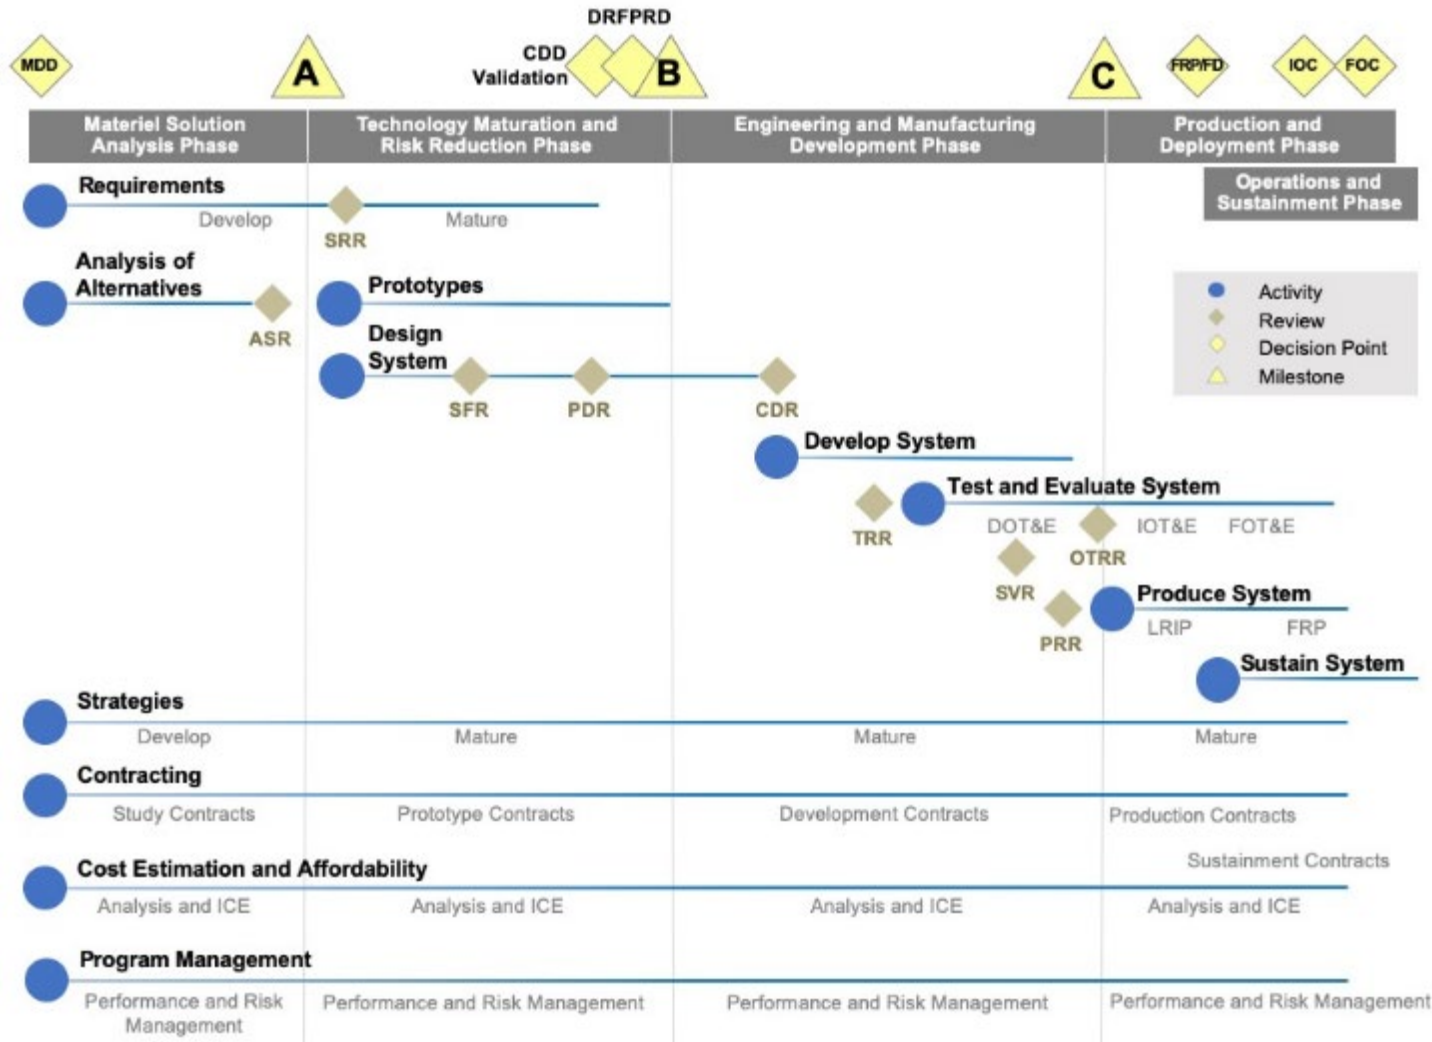 DRFPRD
MDD
A
CDD
Validation
B
C
FRP/FD
IOC
FOC
Materiel Solution
Analysis Phase
Technology Maturation and
Risk Reduction Phase
Engineering and Manufacturing
Development Phase
Production and
Deployment Phase
Operations and
Sustainment Phase
Requirements
Develop
SRR
Mature
Analysis of
Alternatives
ASR
Prototypes
Design
System
SFR
PDR
CDR
Activity
Review
Decision Point
Milestone
Develop System
Test and Evaluate System
TRR
DOT&E
OTRR
IOT&E
FOT&E
SVR
PRR
Produce System
LRIP
FRP
Sustain System
Strategies
Develop
Mature
Mature
Mature
Contracting
Study Contracts
Prototype Contracts
Development Contracts
Production Contracts
Sustainment Contracts
Cost Estimation and Affordability
Analysis and ICE
Analysis and ICE
Analysis and ICE
Analysis and ICE
Program Management
Performance and Risk
Management
Performance and Risk Management
Performance and Risk Management
Performance and Risk Management